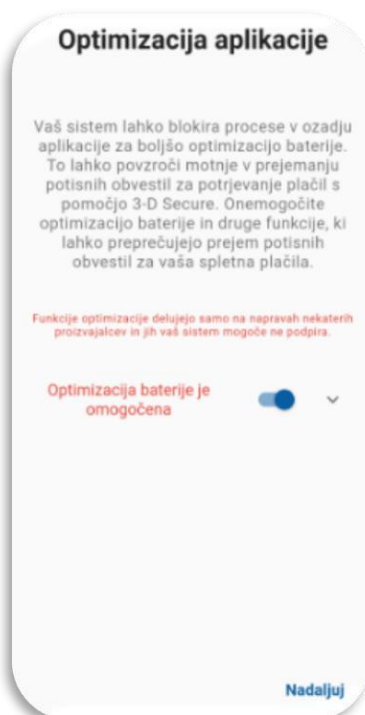 Optimizacija aplikacije
Vaš sistem lahko blokira procese v ozadju
aplikacije za boljšo optimizacijo baterije.
To lahko povzroči motnje v prejemanju
potisnih obvestil za potrjevanje plačil s
pomočjo 3-D Secure. Onemogočite
optimizacijo baterije in druge funkcije, ki
lahko preprečujejo prejem potisnih
obvestil za vaša spletna plačila.
Funkcije optimizacije delujejo samo na napravah nekaterih
proizvajalcev in jih vaš sistem mogoče ne podpira.
Optimizacija baterije je
omogočena
Nadaljuj